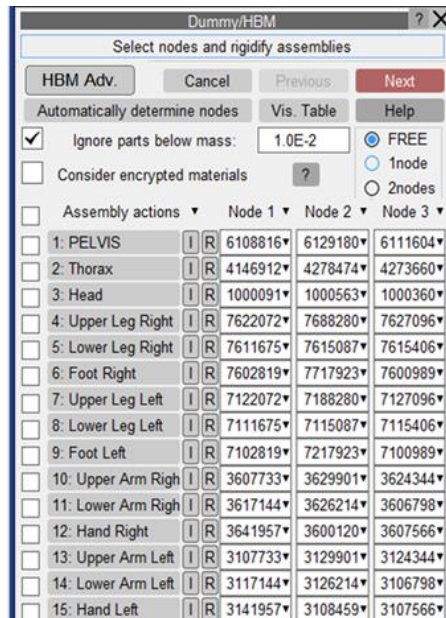 Dummy/HBM ? X
Select nodes and rigidify assemblies
HBM Adv. Cancel Previous Next
Automatically determine nodes Vis. Table Help
Ignore parts below mass: 1.0E-2 FREE
1node
Consider encrypted materials ?
2nodes
Assembly actions ▼ Node 1 ▼ Node 2 ▼ Node 3 ▼
1: PELVIS I R 6108816▼ 6129180▼ 6111604▼
2: Thorax I R 4146912▼ 4278474▼ 4273660▼
3: Head I R 1000091▼ 1000563▼ 1000360▼
4: Upper Leg Right I R 7622072▼ 7688280▼ 7627096▼
5: Lower Leg Right I R 7611675▼ 7615087▼ 7615406▼
6: Foot Right I R 7602819▼ 7717923▼ 7600989▼
7: Upper Leg Left I R 7122072▼ 7188280▼ 7127096▼
8: Lower Leg Left I R 7111675▼ 7115087▼ 7115406▼
9: Foot Left I R 7102819▼ 7217923▼ 7100989▼
10: Upper Arm Righ I R 3607733▼ 3629901▼ 3624344▼
11: Lower Arm Righ I R 3617144▼ 3626214▼ 3606798▼
12: Hand Right I R 3641957▼ 3600120▼ 3607566▼
13: Upper Arm Left I R 3107733▼ 3129901▼ 3124344▼
14: Lower Arm Left I R 3117144▼ 3126214▼ 3106798▼
15: Hand Left I R 3141957▼ 3108459▼ 3107566▼